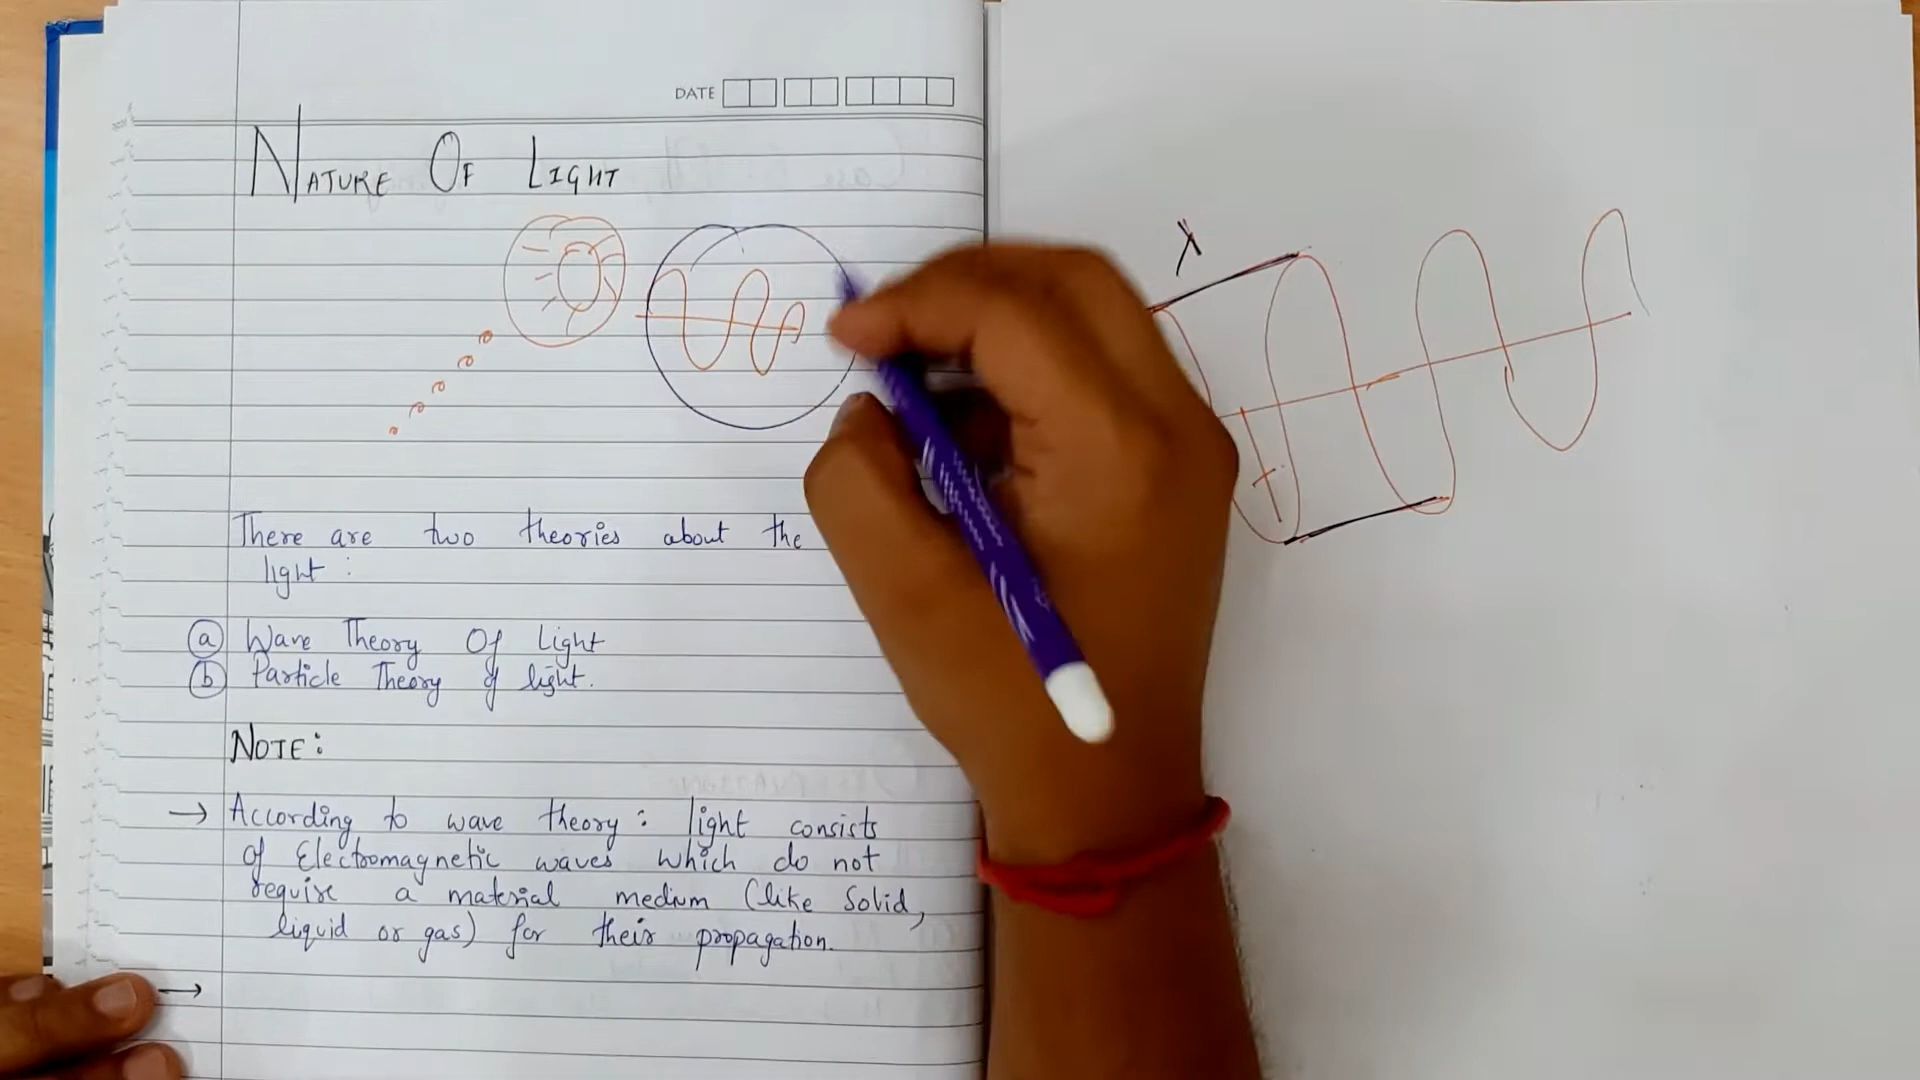 DATE
NATURE OF LIGHT
There are two theories about the
light :
(a) Wave Theory Of Light
(b) Particle Theory of light.
NOTE:
→ According to wave theory : light consists
of Electromagnetic waves which do not
require a material medium (like Solid,
liquid or gas) for their propagation.
→
λ